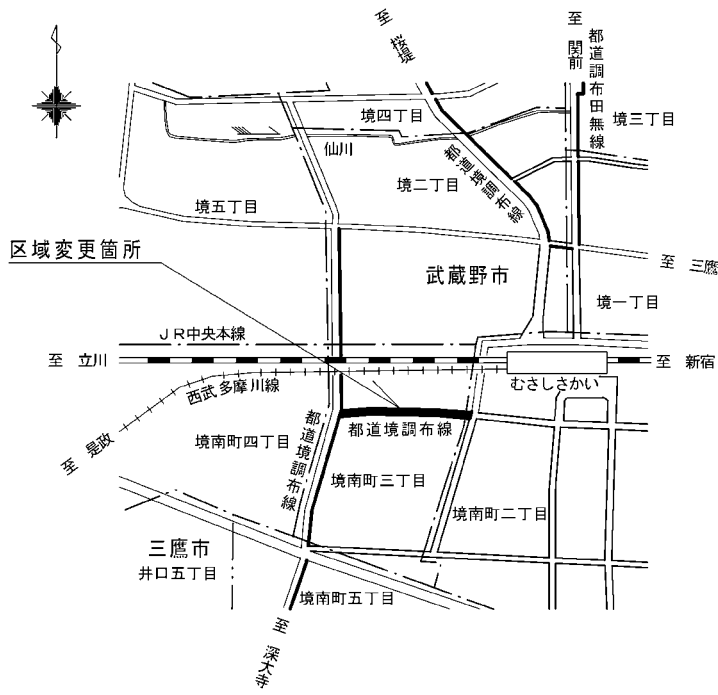 至 桜堤
至 関前
都道調布田無線
境四丁目
境三丁目
仙川
都道境調布線
境二丁目
境五丁目
区域変更箇所
武蔵野市
至 三鷹
境一丁目
JR中央本線
至 立川
至 新宿
むさしさかい
西武多摩川線
至 是政
都道境調布線
境南町四丁目
都道境調布線
境南町三丁目
境南町二丁目
三鷹市
井口五丁目
境南町五丁目
至 深大寺